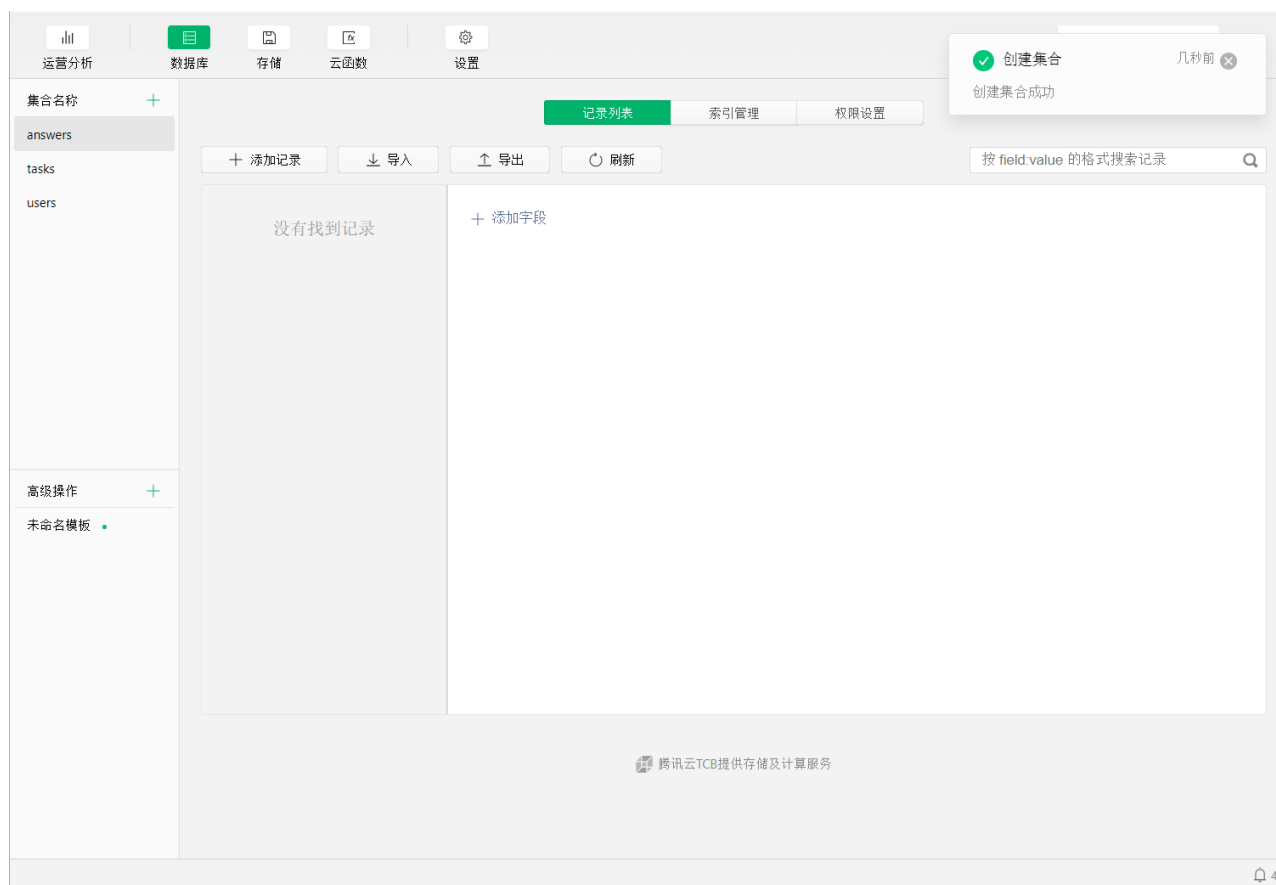 运营分析 数据库 存储 云函数 设置
创建集合 几秒前
创建集合成功
集合名称
answers
tasks
users
记录列表 索引管理 权限设置
添加记录 导入 导出 刷新 按 field:value 的格式搜索记录
没有找到记录
添加字段
高级操作
未命名模板
腾讯云TCB提供存储及计算服务
4